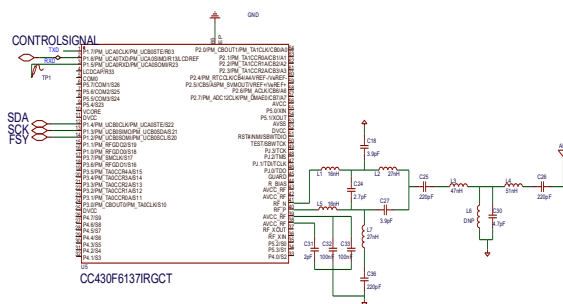 GND
EP
CONTROLSIGNAL
TXD
RXD
TP1
SDA
SCK
FSY
P1.7/PM_UCA0CLK/PM_UCB0STE/R03
P1.6/PM_UCA0TXD/PM_UCA0SIMO/R13/LCDREF
P1.5/PM_UCA0RXD/PM_UCA0SOMI/R23
LCDCAP/R33
COM0
P5.7/COM1/S26
P5.6/COM2/S25
P5.5/COM3/S24
P5.4/S23
VCORE
DVCC
P1.4/PM_UCB0CLK/PM_UCA0STE/S22
P1.3/PM_UCB0SIMO/PM_UCB0SDA/S21
P1.2/PM_UCB0SOMI/PM_UCB0SCL/S20
P1.1/PM_RFGDO2/S19
P1.0/PM_RFGDO0/S18
P3.7/PM_SMCLK/S17
P3.6/PM_RFGDO1/S16
P3.5/PM_TA0CCR4A/S15
P3.4/PM_TA0CCR3A/S14
P3.3/PM_TA0CCR2A/S13
P3.2/PM_TA0CCR1A/S12
P3.1/PM_TA0CCR0A/S11
P3.0/PM_CBOUT0/PM_TA0CLK/S10
DVCC
P4.7/S9
P4.6/S8
P4.5/S7
P4.4/S6
P4.3/S5
P4.2/S4
P4.1/S3
P2.0/PM_CBOUT1/PM_TA1CLK/CB0/A0
P2.1/PM_TA1CCR0A/CB1/A1
P2.2/PM_TA1CCR1A/CB2/A2
P2.3/PM_TA1CCR2A/CB3/A3
P2.4/PM_RTCCLK/CB4/A4/VREF-/VeREF-
P2.5/CB5/A5/PM_SVMOUT/VREF+/VeREF+
P2.6/PM_ACLK/CB6/A6
P2.7/PM_ADC12CLK/PM_DMAE0/CB7/A7
AVCC
P5.0/XIN
P5.1/XOUT
AVSS
DVCC
RST#/NMI/SBWTDIO
TEST/SBWTCK
PJ.3/TCK
PJ.2/TMS
PJ.1/TDI/TCLK
PJ.0/TDO
GUARD
R_BIAS
AVCC_RF
AVCC_RF
RF_N
RF_P
AVCC_RF
AVCC_RF
RF_XOUT
RF_XIN
P5.2/S0
P5.3/S1
P4.0/S2
U5
CC430F6137IRGCT
C18
3.9pF
L1 16nH
L2 27nH
C24
2.7pF
L5 16nH
C27
3.9pF
L7
27nH
C31
2pF
C32
100nF
C33
100nF
C36
220pF
C25
220pF
L3
47nH
L6
DNP
C30
4.7pF
L4
51nH
C26
220pF